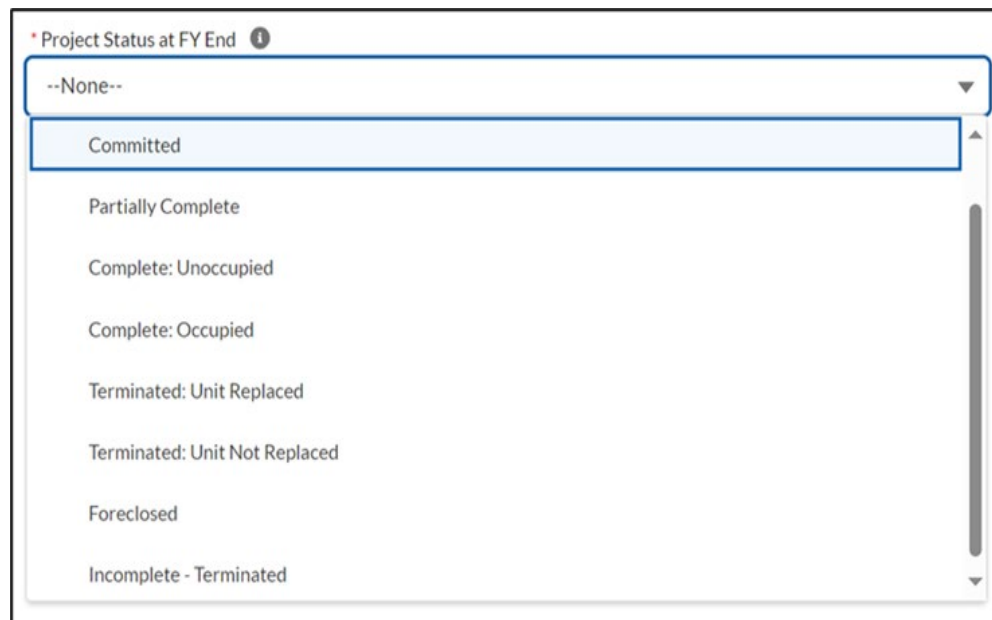 * Project Status at FY End
--None--
Committed
Partially Complete
Complete: Unoccupied
Complete: Occupied
Terminated: Unit Replaced
Terminated: Unit Not Replaced
Foreclosed
Incomplete - Terminated